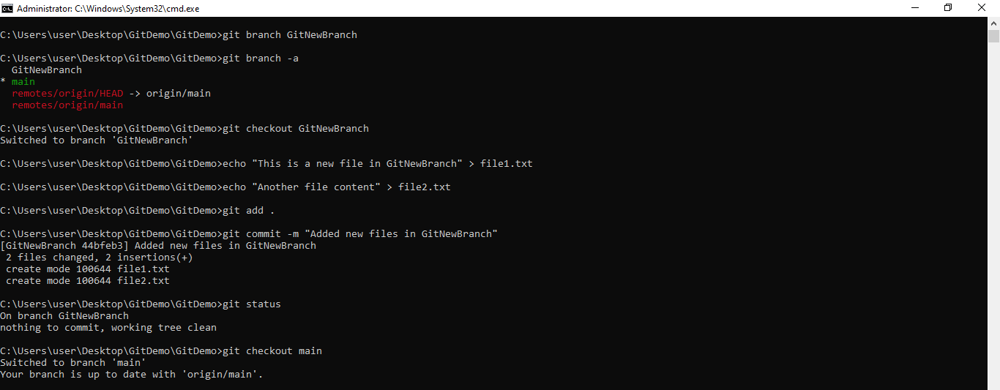 Administrator: C:\Windows\System32\cmd.exe
C:\Users\user\Desktop\GitDemo\GitDemo>git branch GitNewBranch
C:\Users\user\Desktop\GitDemo\GitDemo>git branch -a
  GitNewBranch
* main
  remotes/origin/HEAD -> origin/main
  remotes/origin/main
C:\Users\user\Desktop\GitDemo\GitDemo>git checkout GitNewBranch
Switched to branch 'GitNewBranch'
C:\Users\user\Desktop\GitDemo\GitDemo>echo "This is a new file in GitNewBranch" > file1.txt
C:\Users\user\Desktop\GitDemo\GitDemo>echo "Another file content" > file2.txt
C:\Users\user\Desktop\GitDemo\GitDemo>git add .
C:\Users\user\Desktop\GitDemo\GitDemo>git commit -m "Added new files in GitNewBranch"
[GitNewBranch 44bfeb3] Added new files in GitNewBranch
 2 files changed, 2 insertions(+)
 create mode 100644 file1.txt
 create mode 100644 file2.txt
C:\Users\user\Desktop\GitDemo\GitDemo>git status
On branch GitNewBranch
nothing to commit, working tree clean
C:\Users\user\Desktop\GitDemo\GitDemo>git checkout main
Switched to branch 'main'
Your branch is up to date with 'origin/main'.